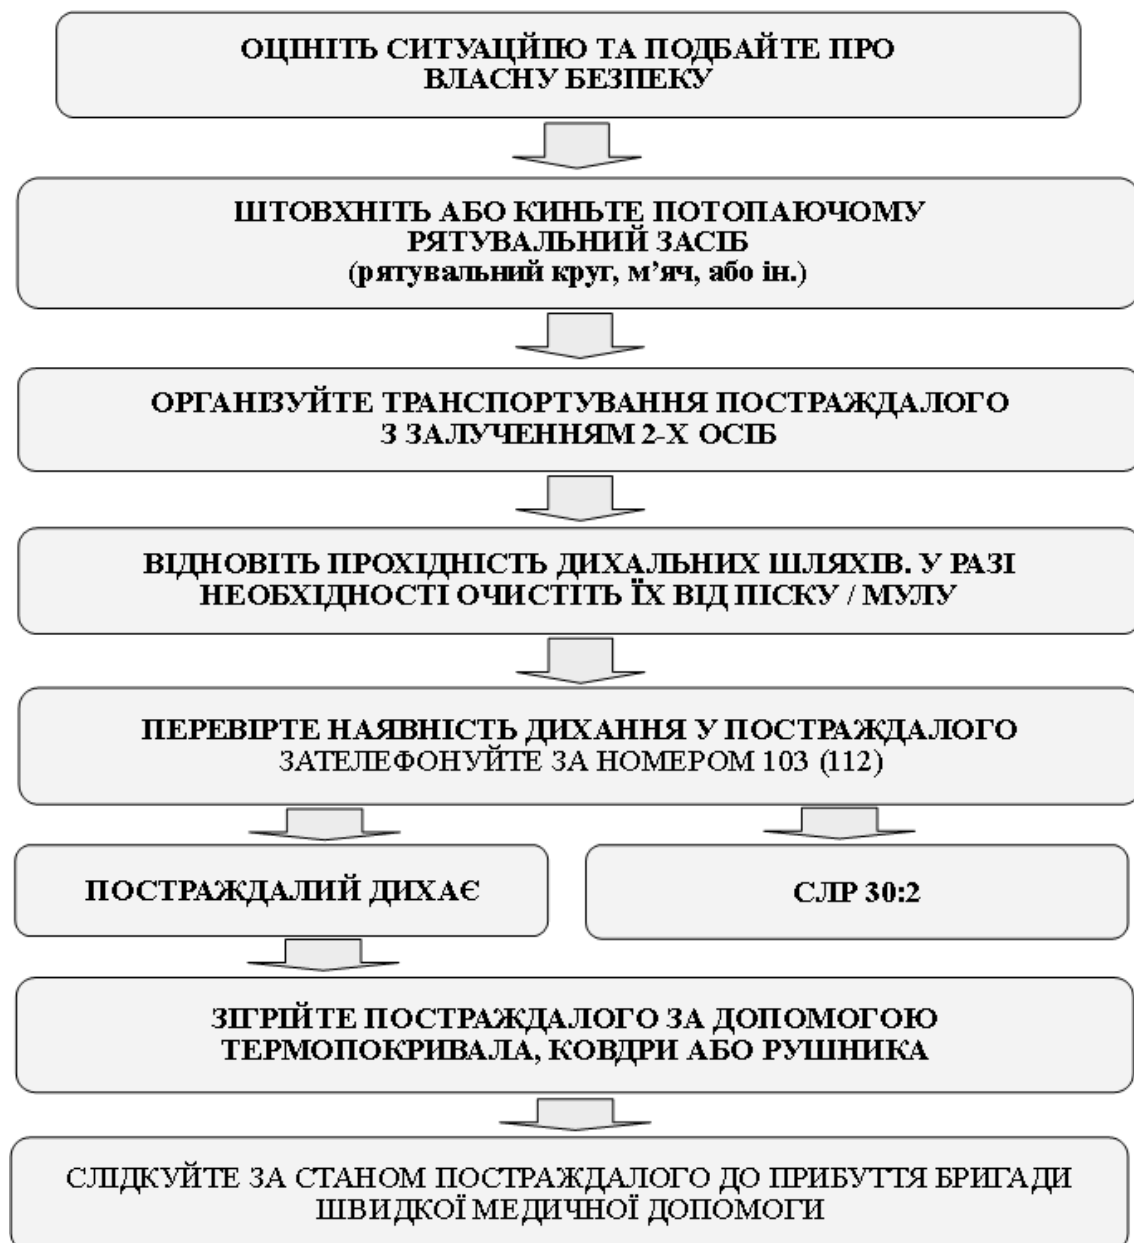 ОЦІНІТЬ СИТУАЦЙІЮ ТА ПОДБАЙТЕ ПРО
ВЛАСНУ БЕЗПЕКУ
ШТОВХНІТЬ АБО КИНЬТЕ ПОТОПАЮЧОМУ
РЯТУВАЛЬНИЙ ЗАСІБ
(рятувальний круг, м’яч, або ін.)
ОРГАНІЗУЙТЕ ТРАНСПОРТУВАННЯ ПОСТРАЖДАЛОГО
З ЗАЛУЧЕННЯМ 2-Х ОСІБ
ВІДНОВІТЬ ПРОХІДНІСТЬ ДИХАЛЬНИХ ШЛЯХІВ. У РАЗІ
НЕОБХІДНОСТІ ОЧИСТІТЬ ЇХ ВІД ПІСКУ / МУЛУ
ПЕРЕВІРТЕ НАЯВНІСТЬ ДИХАННЯ У ПОСТРАЖДАЛОГО
ЗАТЕЛЕФОНУЙТЕ ЗА НОМЕРОМ 103 (112)
ПОСТРАЖДАЛИЙ ДИХАЄ
СЛР 30:2
ЗІГРІЙТЕ ПОСТРАЖДАЛОГО ЗА ДОПОМОГОЮ
ТЕРМОПОКРИВАЛА, КОВДРИ АБО РУШНИКА
СЛІДКУЙТЕ ЗА СТАНОМ ПОСТРАЖДАЛОГО ДО ПРИБУТТЯ БРИГАДИ
ШВИДКОЇ МЕДИЧНОЇ ДОПОМОГИ